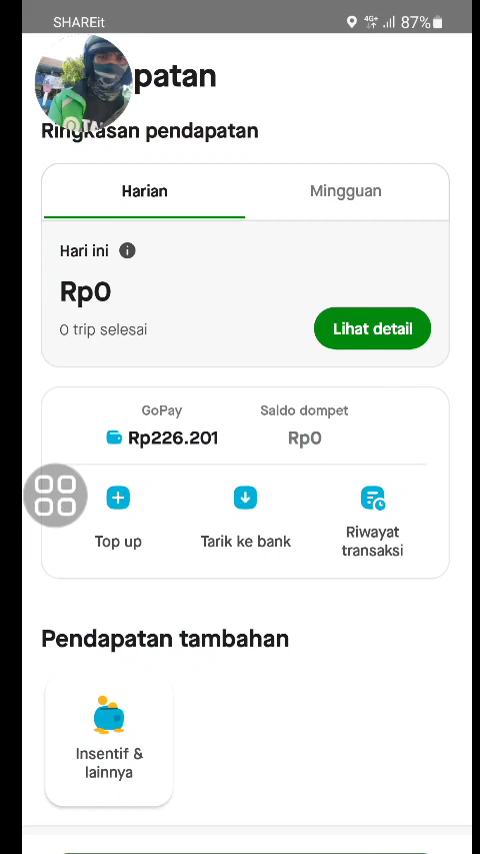 SHAREit
4G+
87%
patan
Ringkasan pendapatan
Harian
Mingguan
Hari ini
Rp0
0 trip selesai
Lihat detail
GoPay
Saldo dompet
Rp226.201
Rp0
Top up
Tarik ke bank
Riwayat
transaksi
Pendapatan tambahan
Insentif &
lainnya